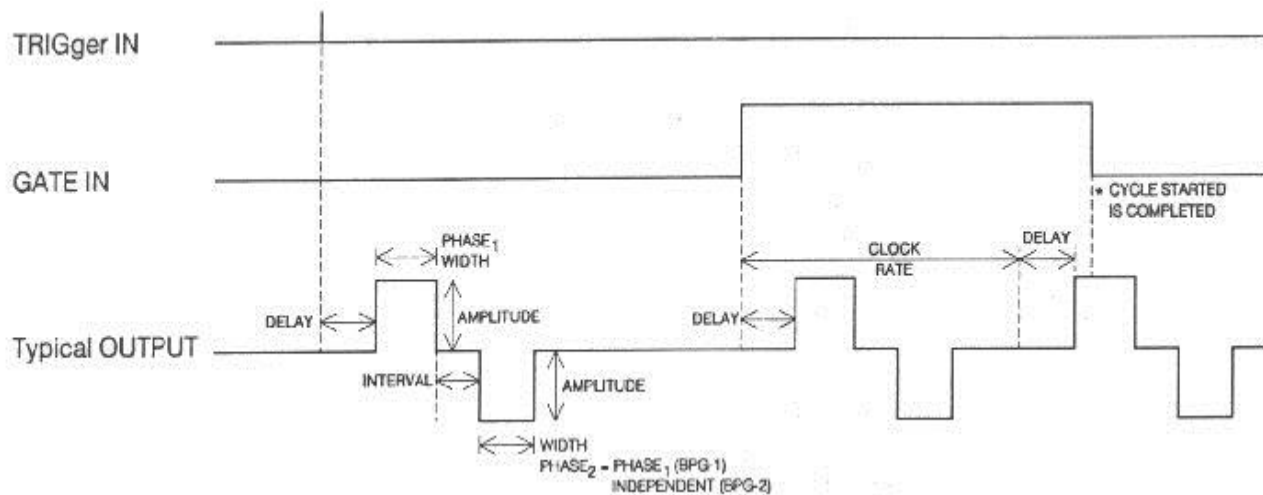 TRIGger IN
GATE IN
* CYCLE STARTED
IS COMPLETED
PHASE₁
WIDTH
CLOCK
RATE
DELAY
DELAY
AMPLITUDE
DELAY
Typical OUTPUT
INTERVAL
AMPLITUDE
WIDTH
PHASE₂ = PHASE₁ (BPG-1)
INDEPENDENT (BPG-2)